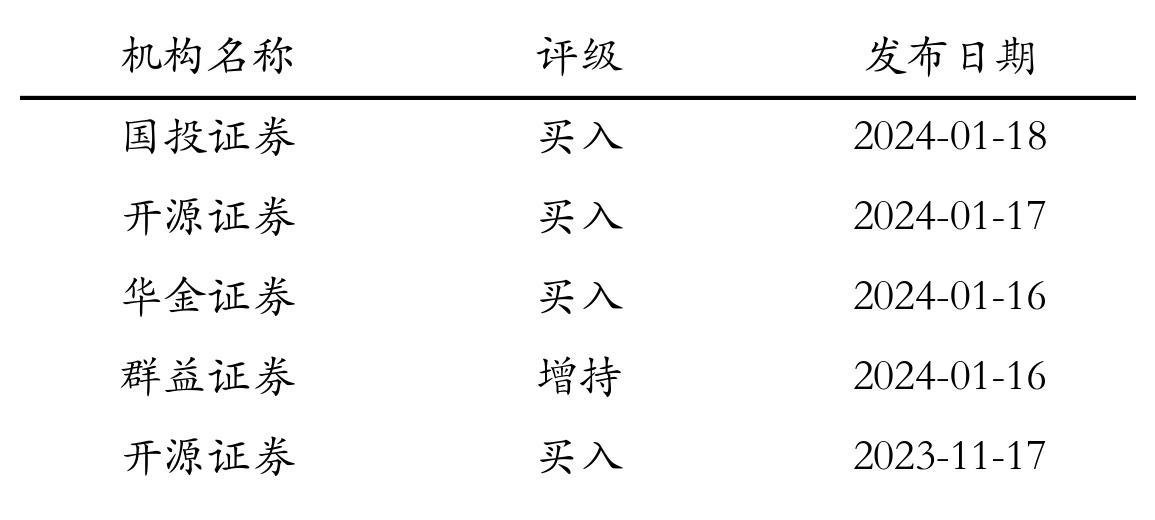 机构名称 评级 发布日期
国投证券 买入 2024-01-18
开源证券 买入 2024-01-17
华金证券 买入 2024-01-16
群益证券 增持 2024-01-16
开源证券 买入 2023-11-17